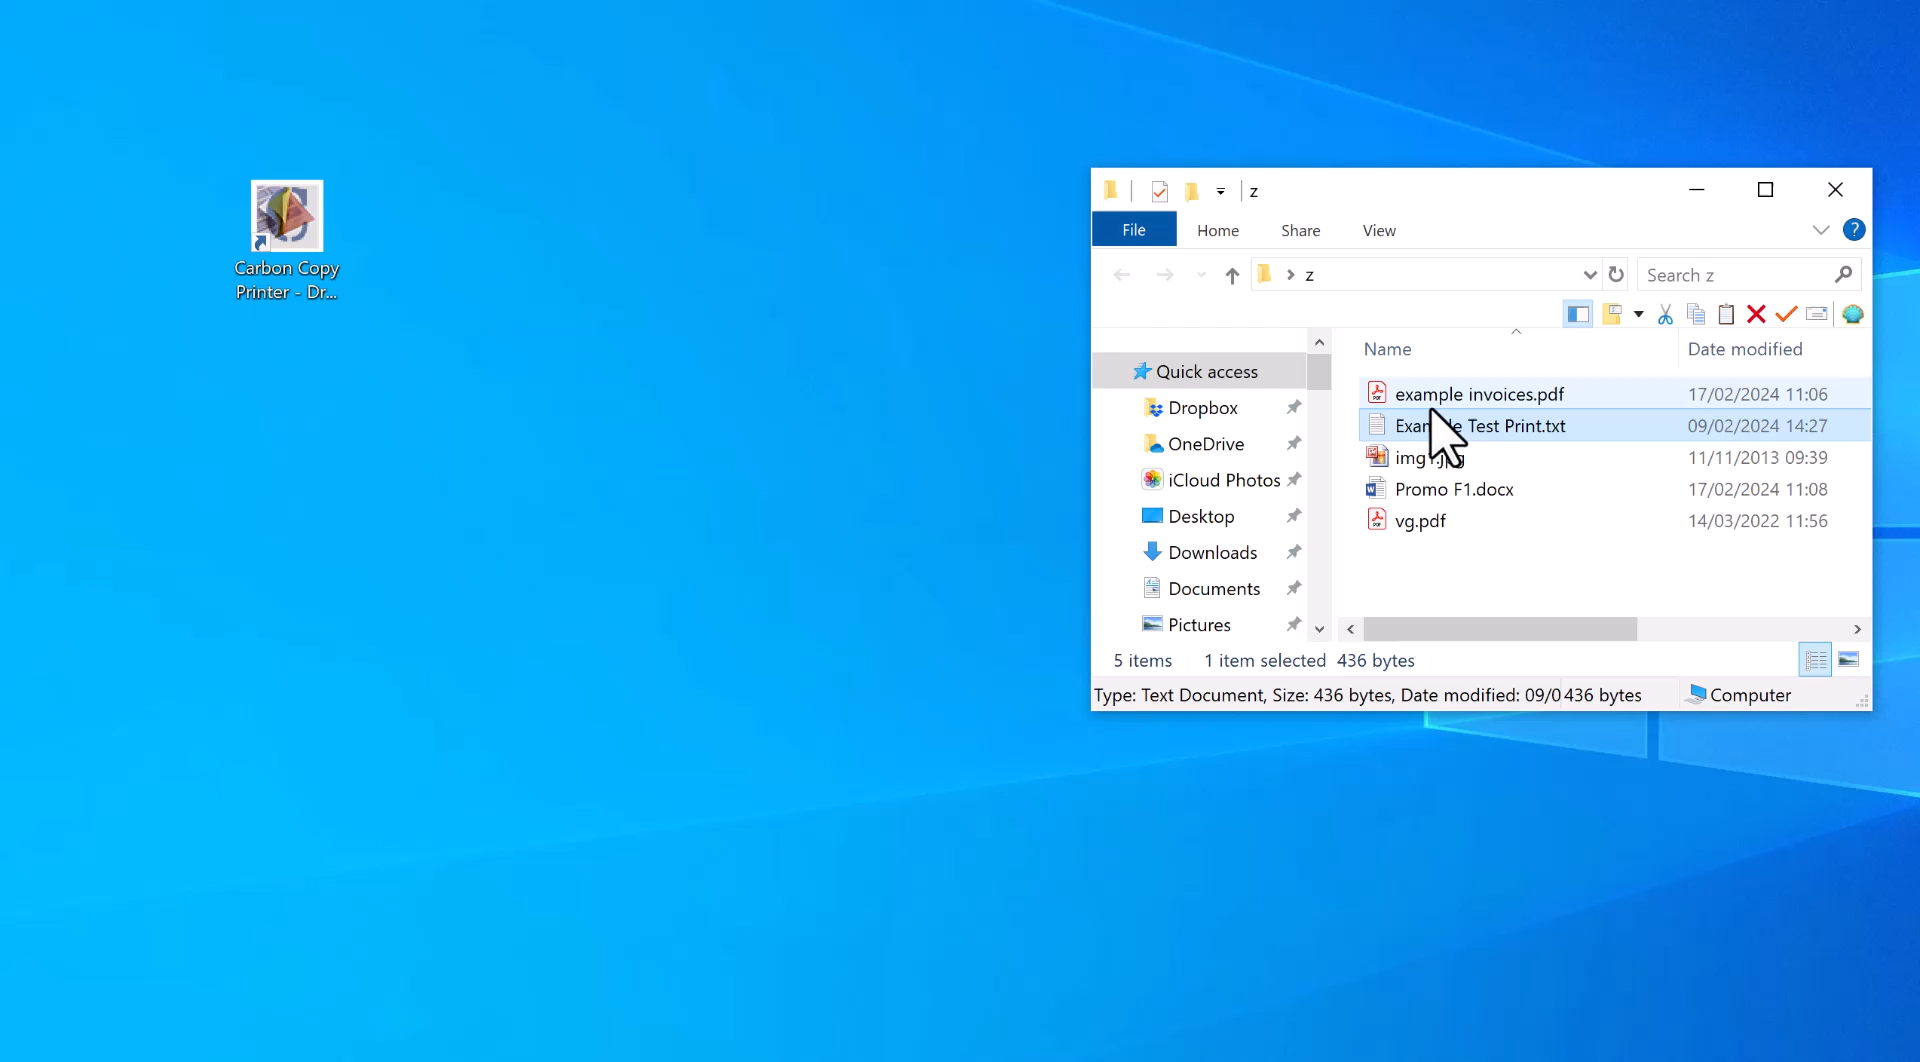 Carbon Copy
Printer - Dr...
z
File
Home
Share
View
?
z
Search z
Name
Date modified
Quick access
Dropbox
OneDrive
iCloud Photos
Desktop
Downloads
Documents
Pictures
example invoices.pdf 17/02/2024 11:06
Test Print.txt 09/02/2024 14:27
11/11/2013 09:39
Promo F1.docx 17/02/2024 11:08
vg.pdf 14/03/2022 11:56
5 items 1 item selected 436 bytes
Type: Text Document, Size: 436 bytes, Date modified: 09/0 436 bytes
Computer